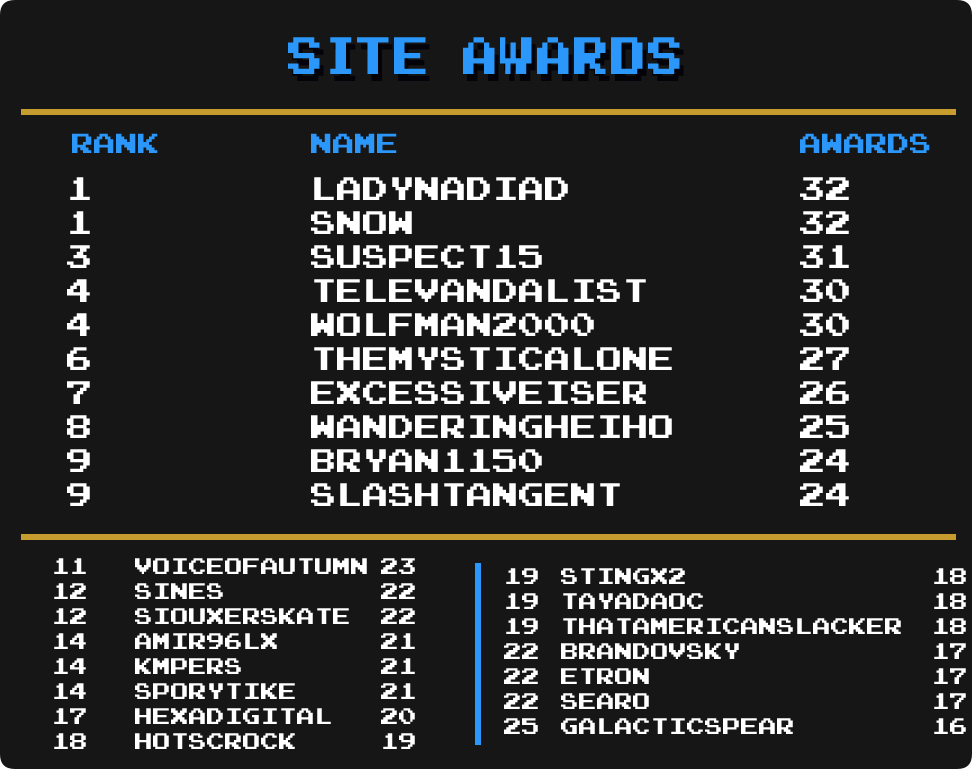 SITE AWARDS
RANK NAME AWARDS
1 LADYNADIAD 32
1 SNOW 32
3 SUSPECT15 31
4 TELEVANDALIST 30
4 WOLFMAN2000 30
6 THEMYSTICALONE 27
7 EXCESSIVEISER 26
8 WANDERINGHEIHO 25
9 BRYAN1150 24
9 SLASHTANGENT 24
11 VOICEOFAUTUMN 23
12 SINES 22
12 SIOUXERSKATE 22
14 AMIR96LX 21
14 KMPERS 21
14 SPORYTIKE 21
17 HEXADIGITAL 20
18 HOTSCROCK 19
19 STINGX2 18
19 TAYADAOC 18
19 THATAMERICANSLACKER 18
22 BRANDOVSKY 17
22 ETRON 17
22 SEARO 17
25 GALACTICSPEAR 16